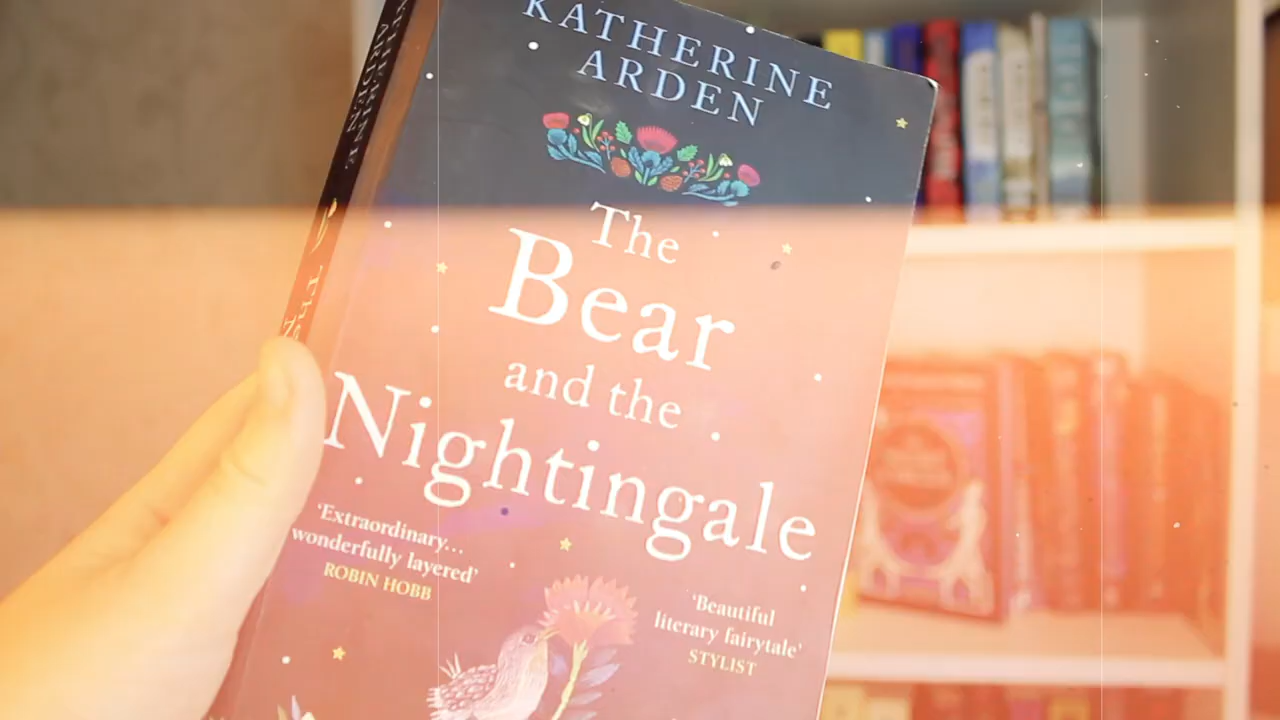 KATHERINE
ARDEN
The
Bear
and the
Nightingale
'Extraordinary...
wonderfully layered'
ROBIN HOBB
'Beautiful
literary fairytale'
STYLIST